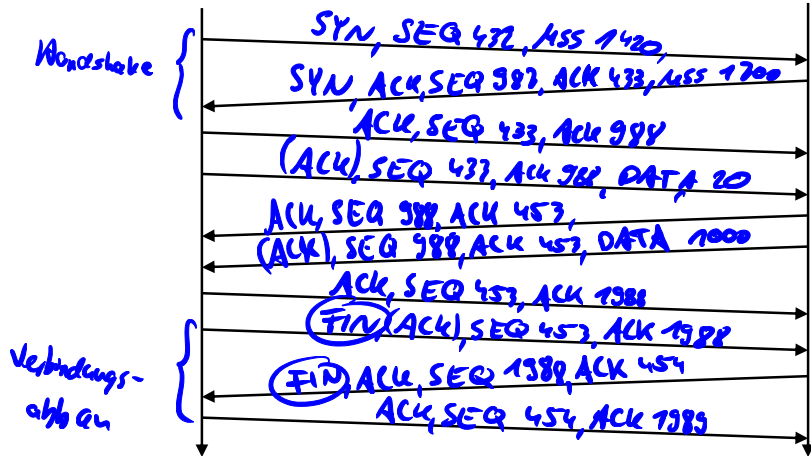 SYN, SEQ 432, MSS 1420,
Handshake
SYN, ACK, SEQ 987, ACK 433, MSS 1300
ACK, SEQ 433, ACK 988
(ACK), SEQ 433, ACK 988, DATA 20
ACK, SEQ 988, ACK 453,
(ACK), SEQ 988, ACK 453, DATA 1000
ACK, SEQ 453, ACK 1988
FIN, (ACK), SEQ 453, ACK 1988
Verbindungs-
FIN, ACK, SEQ 1988, ACK 454
abbau
ACK, SEQ 454, ACK 1989